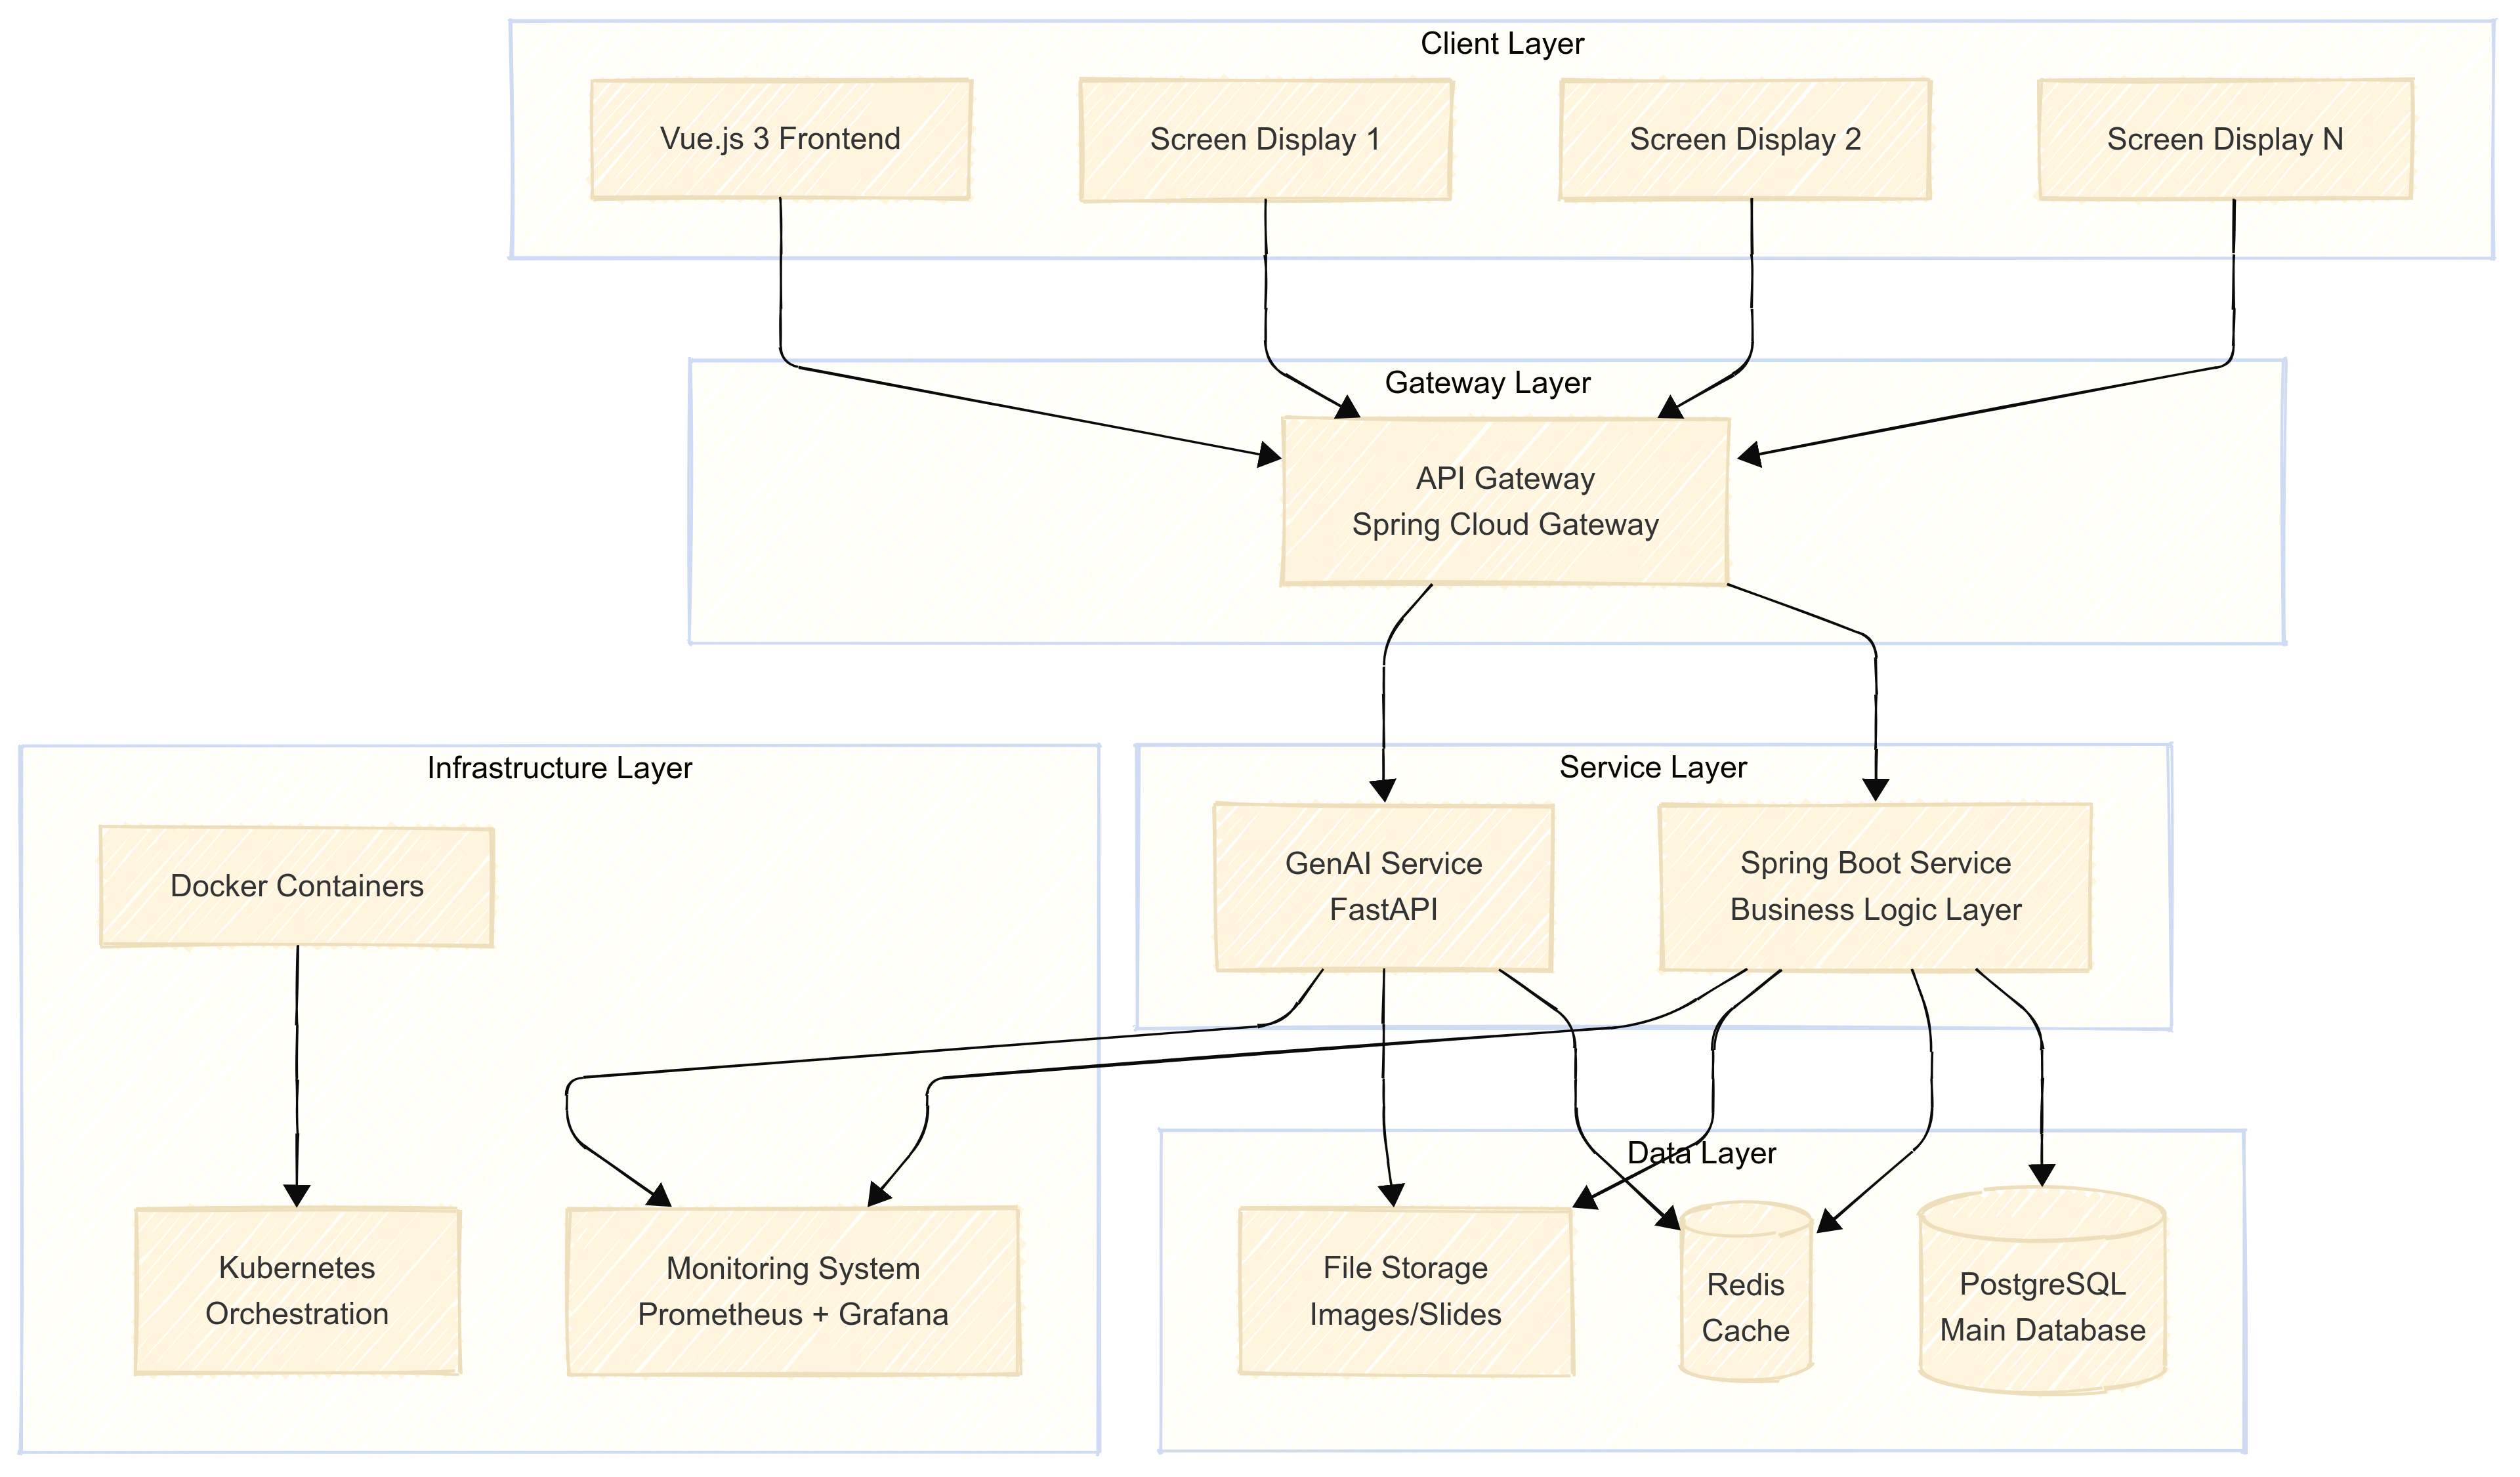 Client Layer
Vue.js 3 Frontend
Screen Display 1
Screen Display 2
Screen Display N
Gateway Layer
API Gateway
Spring Cloud Gateway
Infrastructure Layer
Docker Containers
Kubernetes
Orchestration
Monitoring System
Prometheus + Grafana
Service Layer
GenAI Service
FastAPI
Spring Boot Service
Business Logic Layer
Data Layer
File Storage
Images/Slides
Redis
Cache
PostgreSQL
Main Database